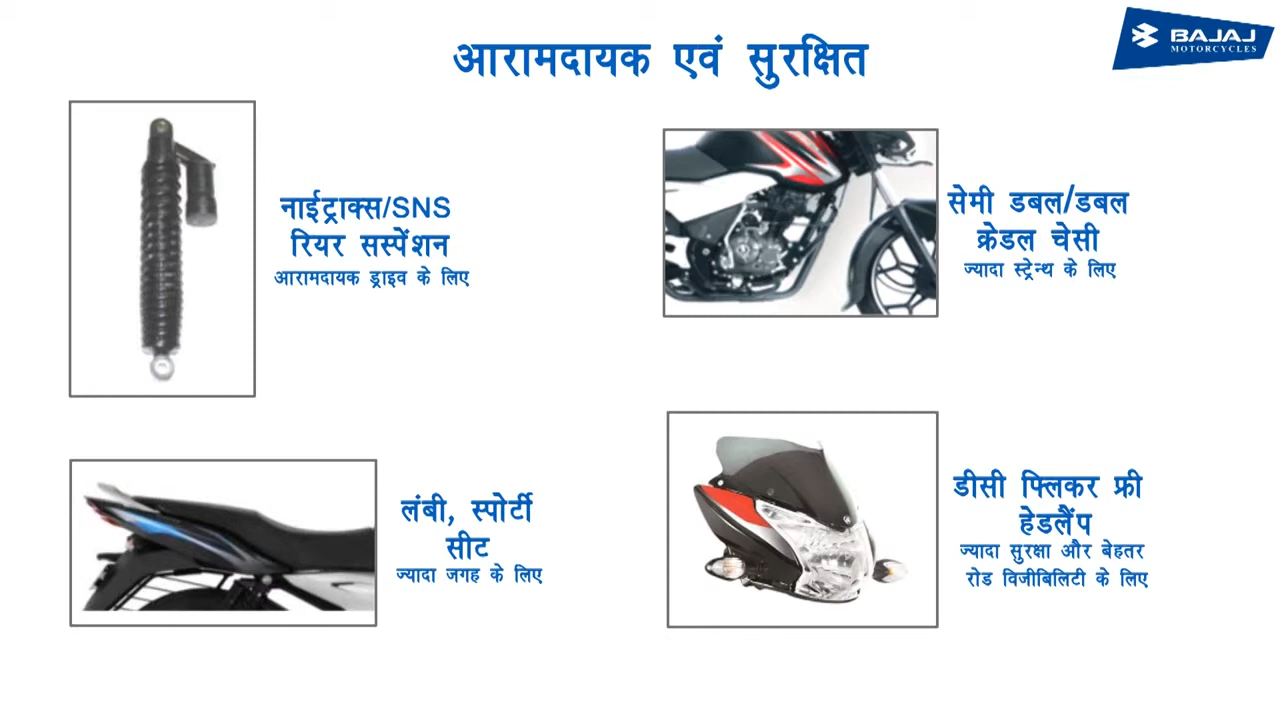 आरामदायक एवं सुरक्षित
BAJAJ
MOTORCYCLES
नाईट्राक्स/SNS
रियर सस्पेंशन
आरामदायक ड्राइव के लिए
सेमी डबल/डबल
क्रेडल चेसी
ज्यादा स्ट्रेन्थ के लिए
लंबी, स्पोर्टी
सीट
ज्यादा जगह के लिए
डीसी फ्लिकर फ्री
हेडलैंप
ज्यादा सुरक्षा और बेहतर
रोड विजीबिलिटी के लिए